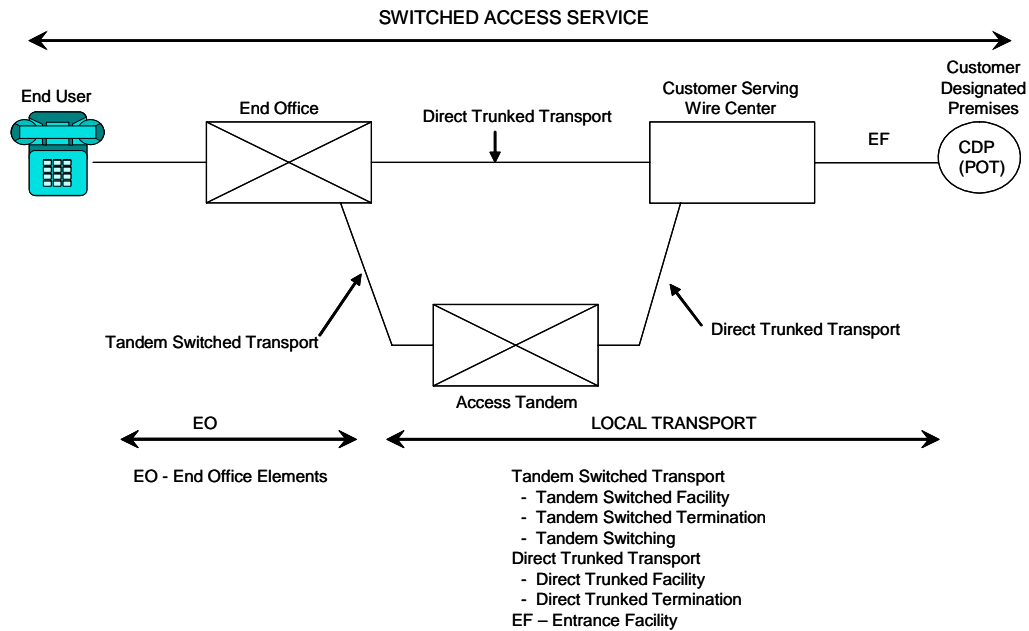 SWITCHED ACCESS SERVICE
End User
End Office
Direct Trunked Transport
Customer Serving
Wire Center
EF
Customer
Designated
Premises
CDP
(POT)
Tandem Switched Transport
Direct Trunked Transport
Access Tandem
EO
LOCAL TRANSPORT
EO - End Office Elements
Tandem Switched Transport
- Tandem Switched Facility
- Tandem Switched Termination
- Tandem Switching
Direct Trunked Transport
- Direct Trunked Facility
- Direct Trunked Termination
EF – Entrance Facility